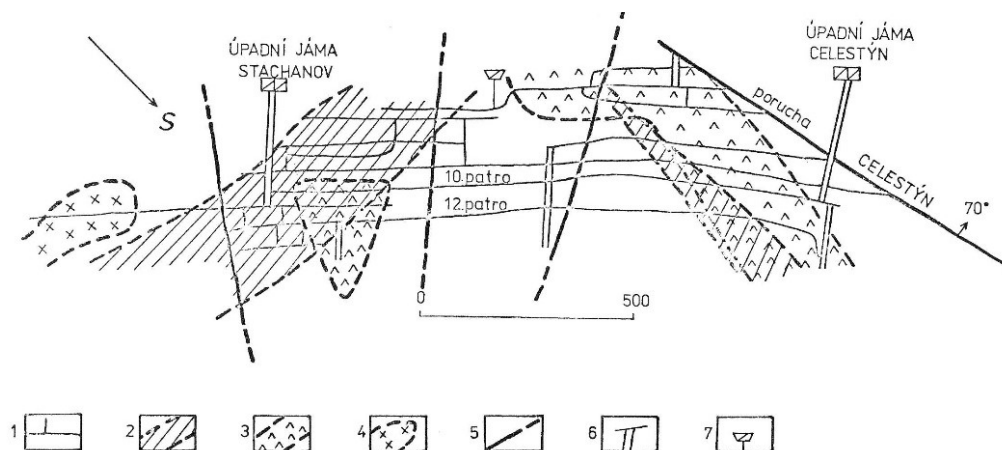 ÚPADNÍ JÁMA
STACHANOV
ÚPADNÍ JÁMA
CELESTÝN
S
porucha
CELESTÝN
70°
10.patro
12.patro
0
500
1
2
3
4
5
6
7